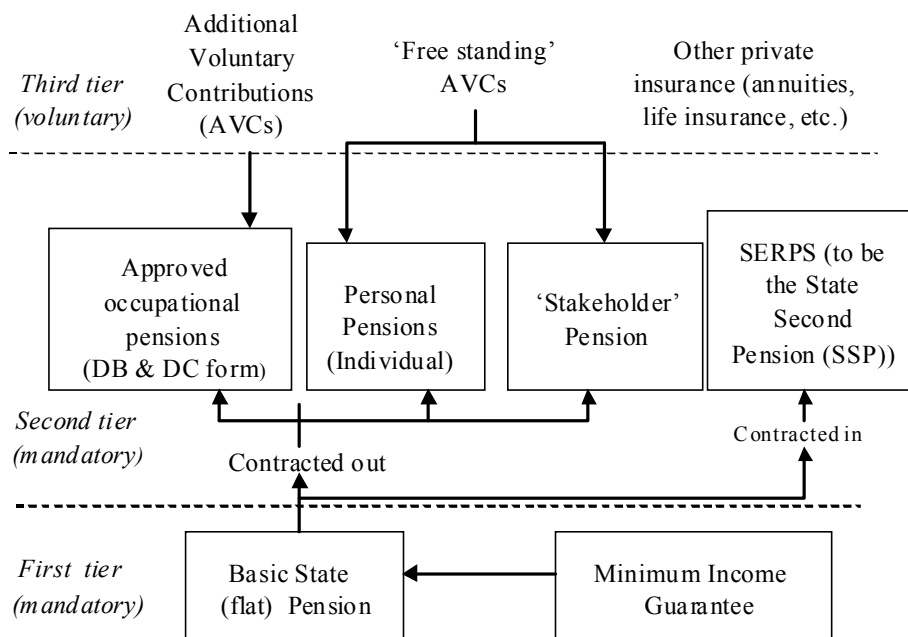 Third tier
(voluntary)
Additional
Voluntary
Contributions
(AVCs)
‘Free standing’
AVCs
Other private
insurance (annuities,
life insurance, etc.)
Approved
occupational
pensions
(DB & DC form)
Personal
Pensions
(Individual)
‘Stakeholder’
Pension
SERPS (to be
the State
Second
Pension (SSP))
Second tier
(mandatory)
Contracted out
Contracted in
First tier
(mandatory)
Basic State
(flat) Pension
Minimum Income
Guarantee